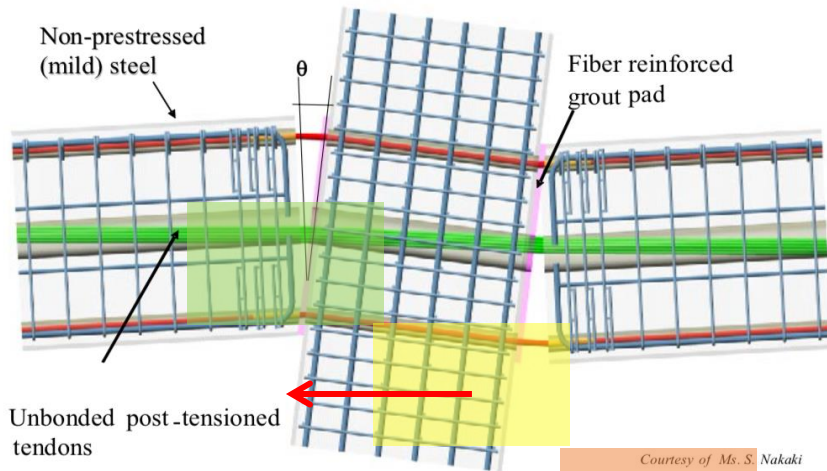 Non-prestressed
(mild) steel
θ
Fiber reinforced
grout pad
Unbonded post-tensioned
tendons
Courtesy of Ms. S. Nakaki